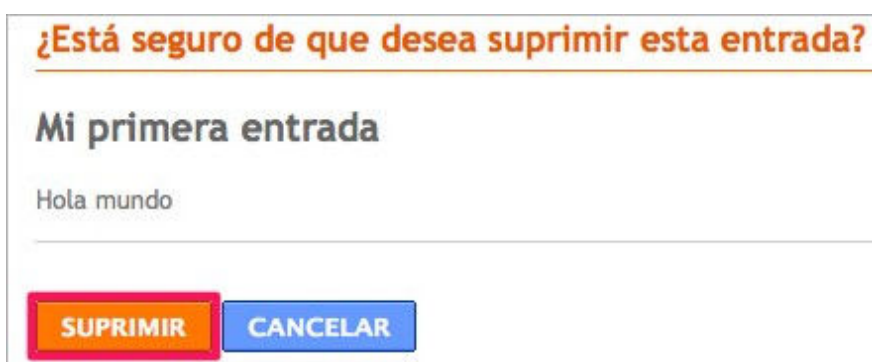 ¿Está seguro de que desea suprimir esta entrada?
Mi primera entrada
Hola mundo
SUPRIMIR CANCELAR